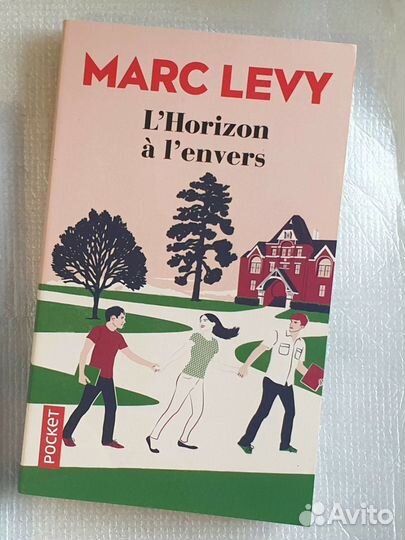 MARC LEVY
L'Horizon
à l'envers
POCKET
Avito